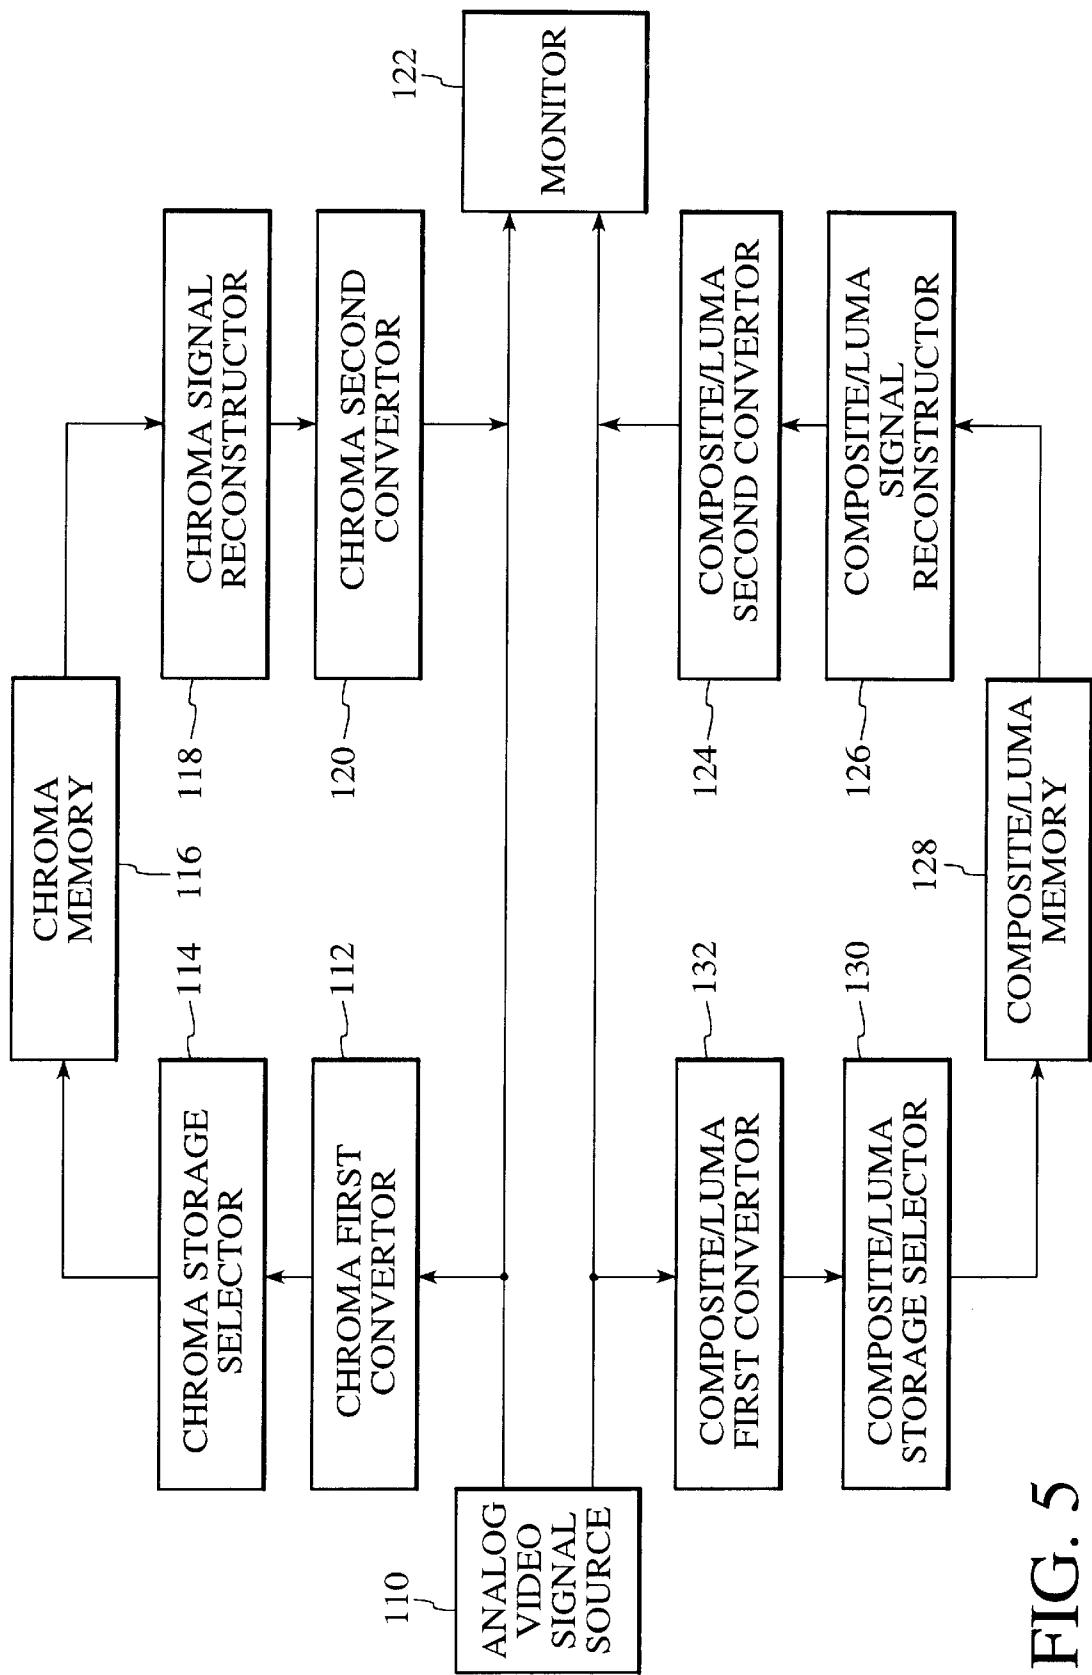 CHROMA
MEMORY
116
114
CHROMA STORAGE
SELECTOR
118
CHROMA SIGNAL
RECONSTRUCTOR
112
CHROMA FIRST
CONVERTOR
120
CHROMA SECOND
CONVERTOR
110
ANALOG
VIDEO
SIGNAL
SOURCE
122
MONITOR
132
COMPOSITE/LUMA
FIRST CONVERTOR
124
COMPOSITE/LUMA
SECOND CONVERTOR
130
COMPOSITE/LUMA
STORAGE SELECTOR
126
COMPOSITE/LUMA
SIGNAL
RECONSTRUCTOR
128
COMPOSITE/LUMA
MEMORY
FIG. 5